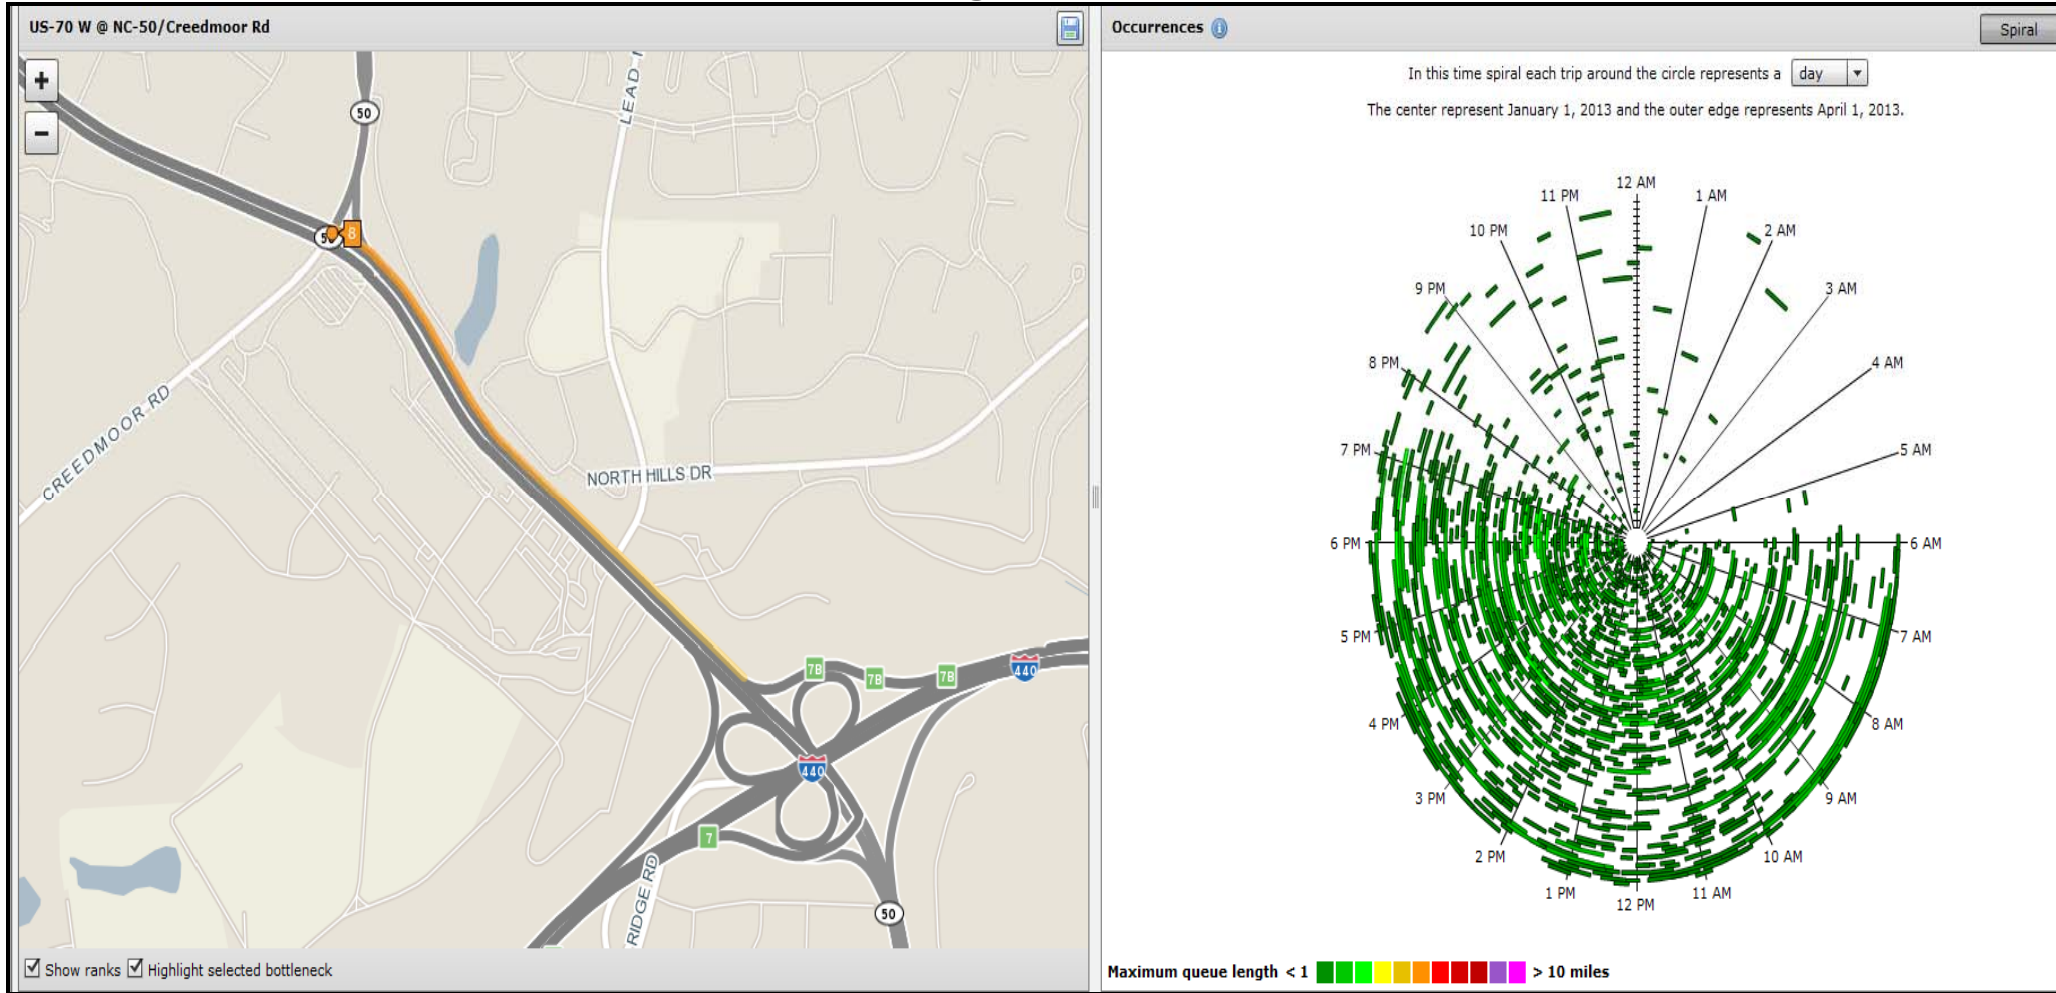 US-70 W @ NC-50/Creedmoor Rd
+
−
50
LEAD
8
CREEDMOOR RD
NORTH HILLS DR
7B
7B
7B
440
440
7
RIDGE RD
50
Show ranks
Highlight selected bottleneck
Occurrences
Spiral
In this time spiral each trip around the circle represents a day
The center represent January 1, 2013 and the outer edge represents April 1, 2013.
12 AM
1 AM
2 AM
3 AM
4 AM
5 AM
6 AM
7 AM
8 AM
9 AM
10 AM
11 AM
12 PM
1 PM
2 PM
3 PM
4 PM
5 PM
6 PM
7 PM
8 PM
9 PM
10 PM
11 PM
Maximum queue length < 1 > 10 miles